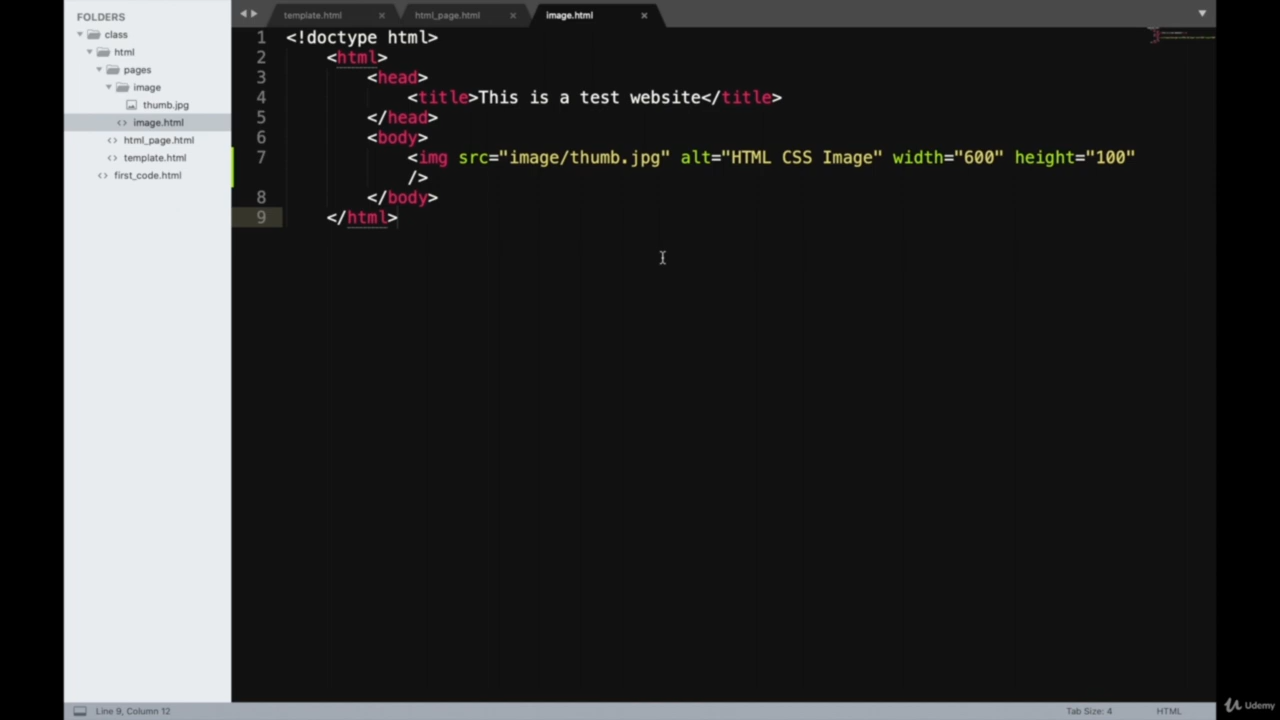 FOLDERS
class
html
pages
image
thumb.jpg
image.html
html_page.html
template.html
first_code.html
template.html
html_page.html
image.html
1 <!doctype html>
2 <html>
3 <head>
4 <title>This is a test website</title>
5 </head>
6 <body>
7 <img src="image/thumb.jpg" alt="HTML CSS Image" width="600" height="100"
/>
8 </body>
9 </html>
Line 9, Column 12
Tab Size: 4
HTML
Udemy